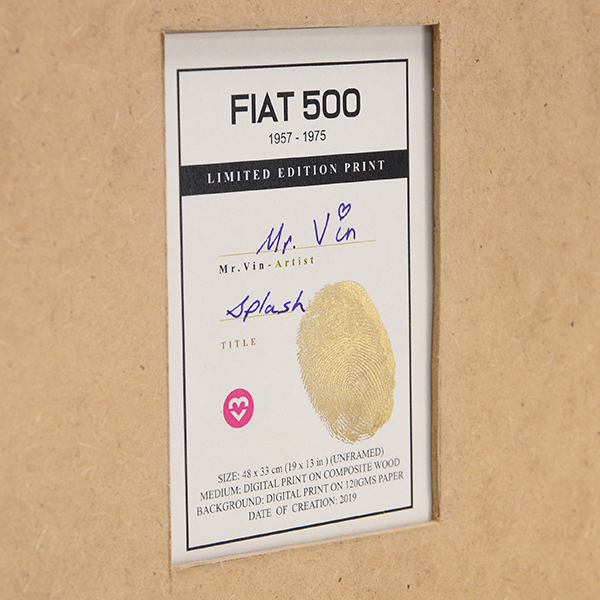 FIAT 500
1957 - 1975
LIMITED EDITION PRINT
Mr. Vin
Mr.Vin-Artist
Splash
TITLE
SIZE: 48 x 33 cm (19 x 13 in ) (UNFRAMED)
MEDIUM: DIGITAL PRINT ON COMPOSITE WOOD
BACKGROUND: DIGITAL PRINT ON 120GMS PAPER
DATE OF CREATION: 2019